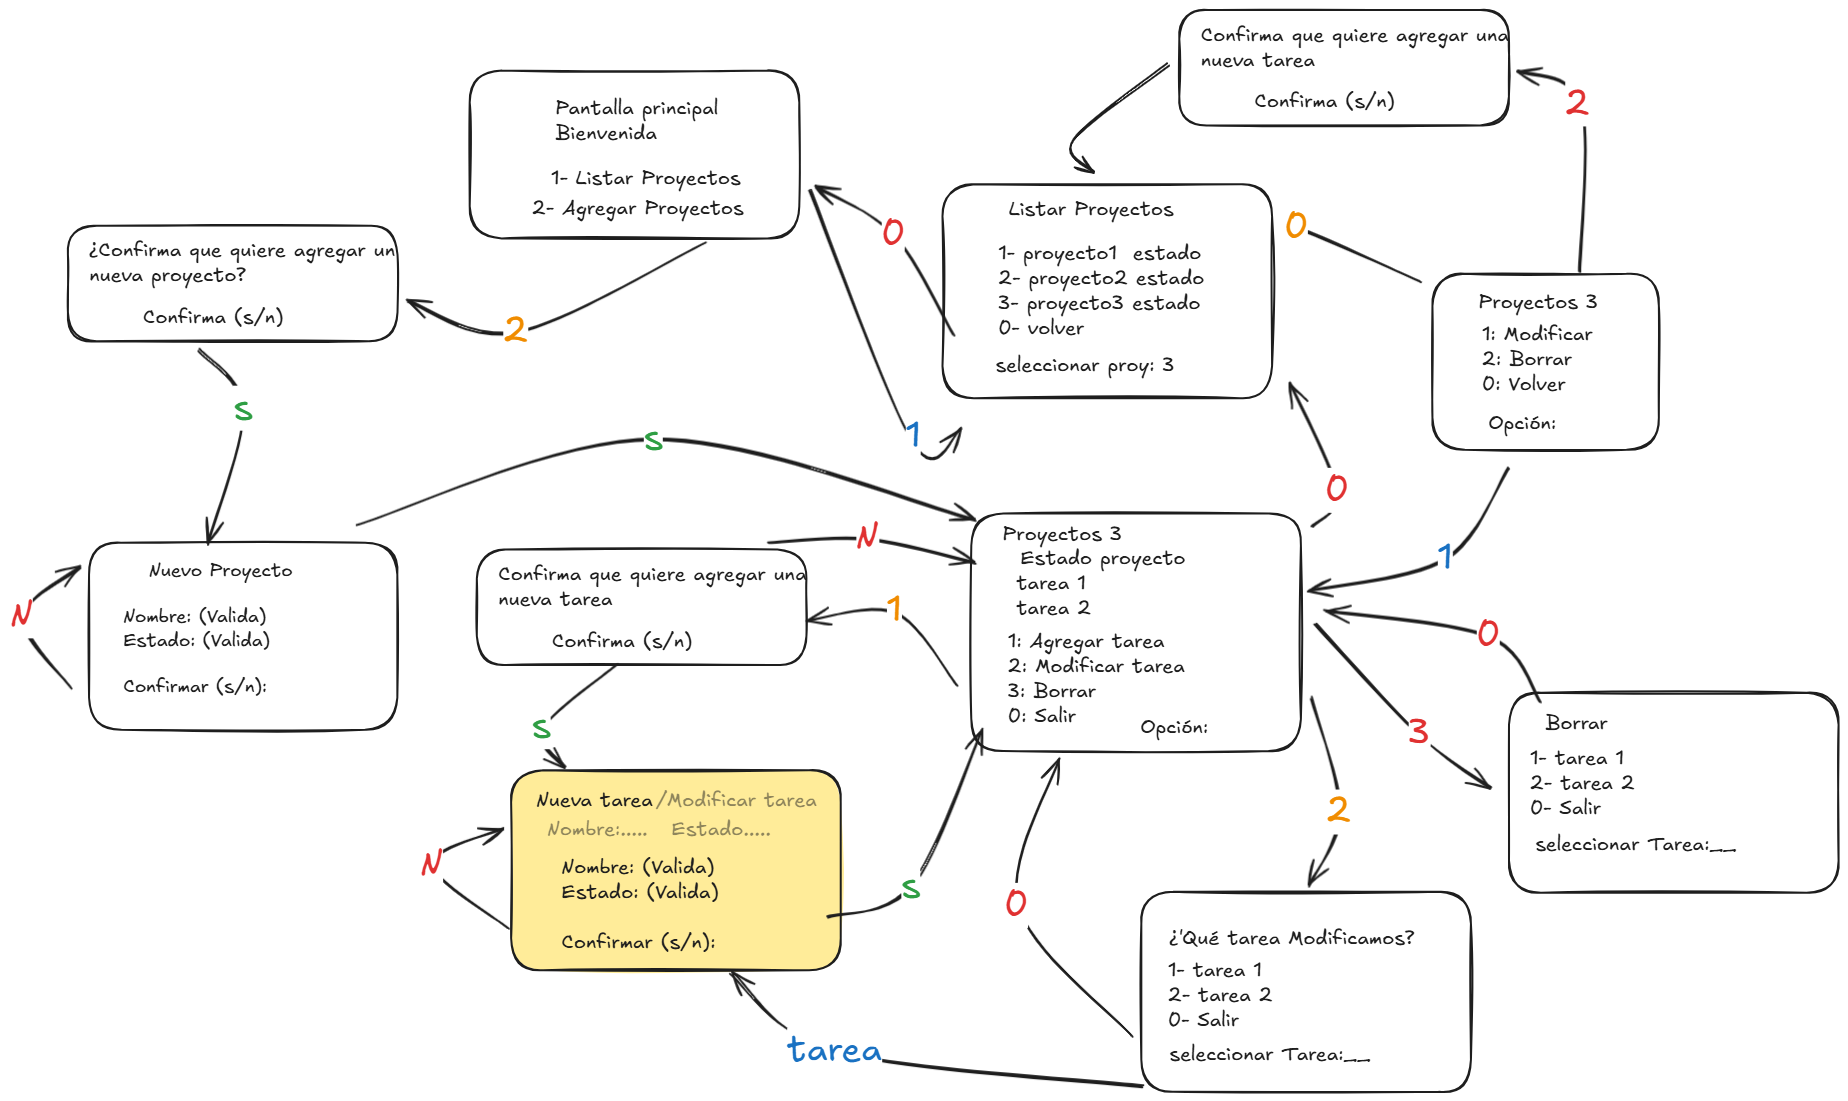 Confirma que quiere agregar una
nueva tarea
Confirma (s/n)
2
Pantalla principal
Bienvenida
1- Listar Proyectos
2- Agregar Proyectos
0
Listar Proyectos
1- proyecto1 estado
2- proyecto2 estado
3- proyecto3 estado
0- volver
seleccionar proy: 3
0
Proyectos 3
1: Modificar
2: Borrar
0: Volver
Opción:
¿Confirma que quiere agregar un
nueva proyecto?
Confirma (s/n)
2
S
1
S
0
1
Nuevo Proyecto
Nombre: (Valida)
Estado: (Valida)
Confirmar (s/n):
N
Confirma que quiere agregar una
nueva tarea
Confirma (s/n)
N
1
Proyectos 3
Estado proyecto
tarea 1
tarea 2
1: Agregar tarea
2: Modificar tarea
3: Borrar
0: Salir
Opción:
0
3
Borrar
1- tarea 1
2- tarea 2
0- Salir
seleccionar Tarea:__
S
Nueva tarea/Modificar tarea
Nombre:..... Estado.....
Nombre: (Valida)
Estado: (Valida)
Confirmar (s/n):
N
S
0
2
¿'Qué tarea Modificamos?
1- tarea 1
2- tarea 2
0- Salir
seleccionar Tarea:__
tarea